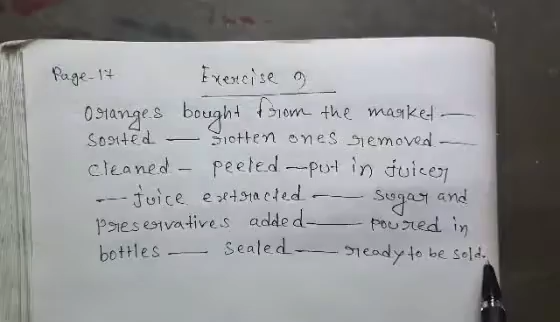 Page-17
Exercise 9
Oranges bought from the market —
Sorted — rotten ones removed —
cleaned – peeled – put in juicer
— juice extracted — sugar and
preservatives added — poured in
bottles — sealed — ready to be sold.